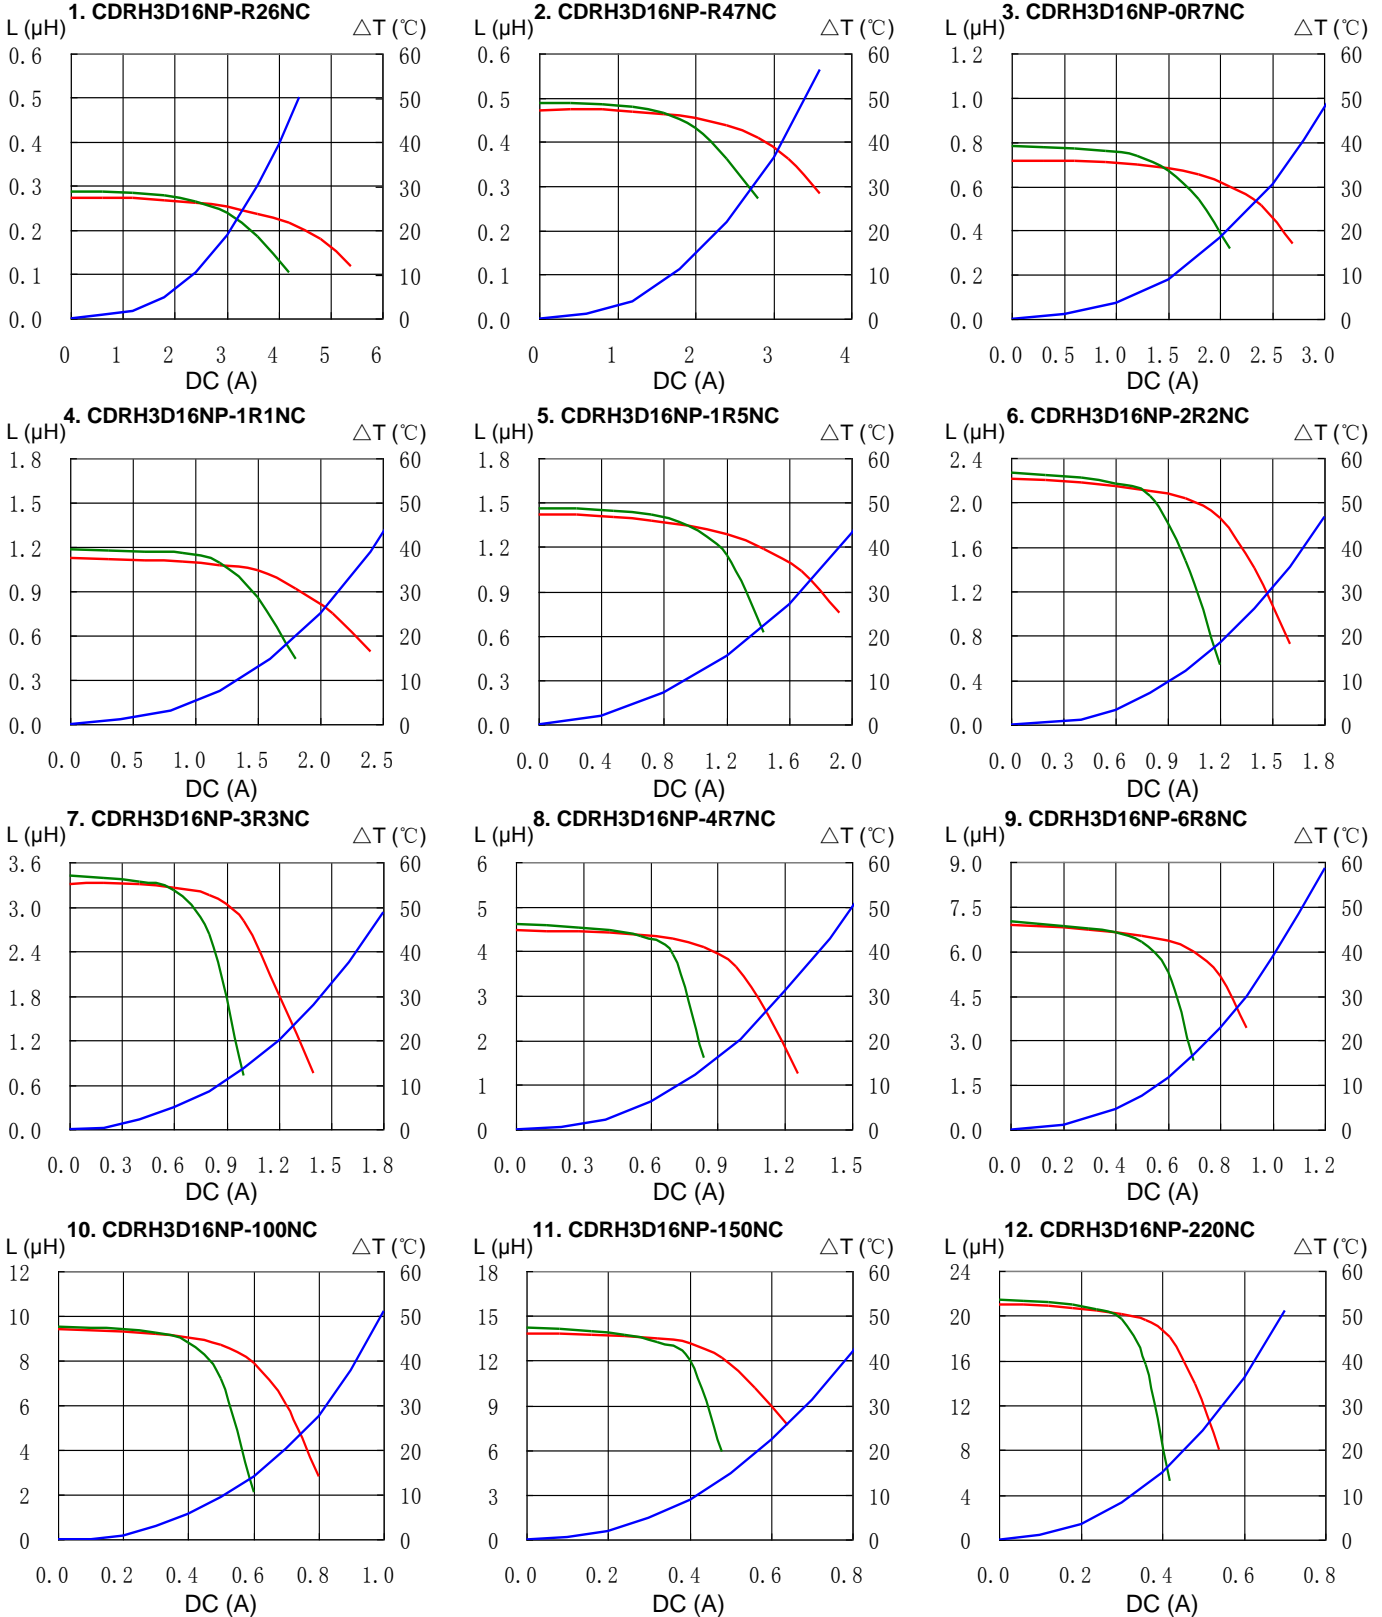 1. CDRH3D16NP-R26NC
L (μH) △T (℃)
0.6 60
0.5 50
0.4 40
0.3 30
0.2 20
0.1 10
0.0 0
0 1 2 3 4 5 6
DC (A)
2. CDRH3D16NP-R47NC
L (μH) △T (℃)
0.6 60
0.5 50
0.4 40
0.3 30
0.2 20
0.1 10
0.0 0
0 1 2 3 4
DC (A)
3. CDRH3D16NP-0R7NC
L (μH) △T (℃)
1.2 60
1.0 50
0.8 40
0.6 30
0.4 20
0.2 10
0.0 0
0.0 0.5 1.0 1.5 2.0 2.5 3.0
DC (A)
4. CDRH3D16NP-1R1NC
L (μH) △T (℃)
1.8 60
1.5 50
1.2 40
0.9 30
0.6 20
0.3 10
0.0 0
0.0 0.5 1.0 1.5 2.0 2.5
DC (A)
5. CDRH3D16NP-1R5NC
L (μH) △T (℃)
1.8 60
1.5 50
1.2 40
0.9 30
0.6 20
0.3 10
0.0 0
0.0 0.4 0.8 1.2 1.6 2.0
DC (A)
6. CDRH3D16NP-2R2NC
L (μH) △T (℃)
2.4 60
2.0 50
1.6 40
1.2 30
0.8 20
0.4 10
0.0 0
0.0 0.3 0.6 0.9 1.2 1.5 1.8
DC (A)
7. CDRH3D16NP-3R3NC
L (μH) △T (℃)
3.6 60
3.0 50
2.4 40
1.8 30
1.2 20
0.6 10
0.0 0
0.0 0.3 0.6 0.9 1.2 1.5 1.8
DC (A)
8. CDRH3D16NP-4R7NC
L (μH) △T (℃)
6 60
5 50
4 40
3 30
2 20
1 10
0 0
0.0 0.3 0.6 0.9 1.2 1.5
DC (A)
9. CDRH3D16NP-6R8NC
L (μH) △T (℃)
9.0 60
7.5 50
6.0 40
4.5 30
3.0 20
1.5 10
0.0 0
0.0 0.2 0.4 0.6 0.8 1.0 1.2
DC (A)
10. CDRH3D16NP-100NC
L (μH) △T (℃)
12 60
10 50
8 40
6 30
4 20
2 10
0 0
0.0 0.2 0.4 0.6 0.8 1.0
DC (A)
11. CDRH3D16NP-150NC
L (μH) △T (℃)
18 60
15 50
12 40
9 30
6 20
3 10
0 0
0.0 0.2 0.4 0.6 0.8
DC (A)
12. CDRH3D16NP-220NC
L (μH) △T (℃)
24 60
20 50
16 40
12 30
8 20
4 10
0 0
0.0 0.2 0.4 0.6 0.8
DC (A)